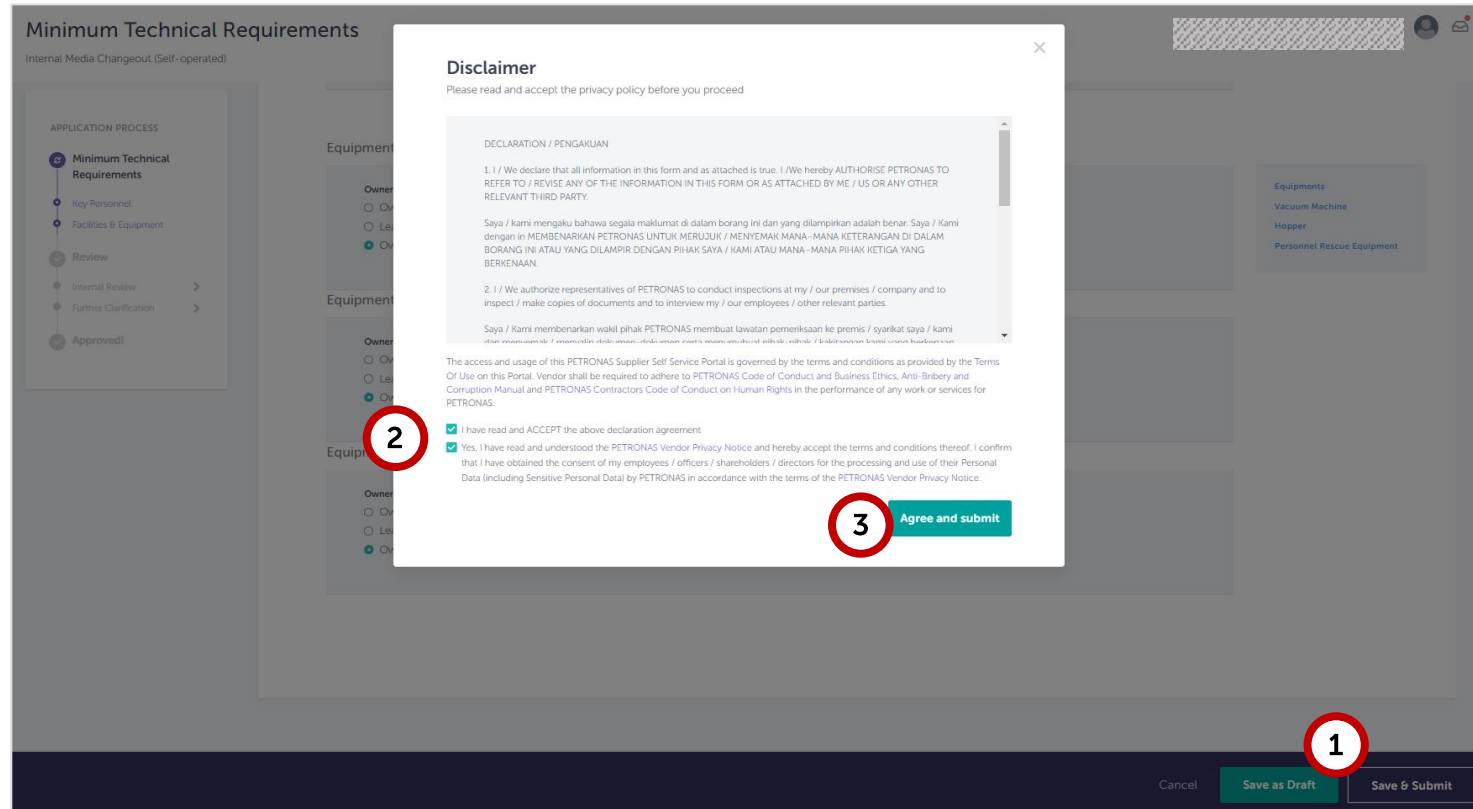 Minimum Technical Requirements
Internal Media Changeout (Self-operated)
APPLICATION PROCESS
Minimum Technical
Requirements
Key Personnel
Facilities & Equipment
Review
Internal Review
Further Clarification
Approved!
Equipment
Owner
Equipment
Owner
Owner
Equipments
Vacuum Machine
Hopper
Personnel Rescue Equipment
Disclaimer
Please read and accept the privacy policy before you proceed
DECLARATION / PENGAKUAN
1. I / We declare that all information in this form and as attached is true. I /We hereby AUTHORISE PETRONAS TO
REFER TO / REVISE ANY OF THE INFORMATION IN THIS FORM OR AS ATTACHED BY ME / US OR ANY OTHER
RELEVANT THIRD PARTY.
Saya / kami mengaku bahawa segala maklumat di dalam borang ini dan yang dilampirkan adalah benar. Saya / Kami
dengan in MEMBENARKAN PETRONAS UNTUK MERUJUK / MENYEMAK MANA-MANA KETERANGAN DI DALAM
BORANG INI ATAU YANG DILAMPIR DENGAN PIHAK SAYA / KAMI ATAU MANA-MANA PIHAK KETIGA YANG
BERKENAAN.
2. I / We authorize representatives of PETRONAS to conduct inspections at my / our premises / company and to
inspect / make copies of documents and to interview my / our employees / other relevant parties.
Saya / Kami membenarkan wakil pihak PETRONAS membuat lawatan pemeriksaan ke premis / syarikat saya / kami
The access and usage of this PETRONAS Supplier Self Service Portal is governed by the terms and conditions as provided by the Terms
Of Use on this Portal. Vendor shall be required to adhere to PETRONAS Code of Conduct and Business Ethics, Anti-Bribery and
Corruption Manual and PETRONAS Contractors Code of Conduct on Human Rights in the performance of any work or services for
PETRONAS.
2
I have read and ACCEPT the above declaration agreement
Yes, I have read and understood the PETRONAS Vendor Privacy Notice and hereby accept the terms and conditions thereof. I confirm
that I have obtained the consent of my employees / officers / shareholders / directors for the processing and use of their Personal
Data (including Sensitive Personal Data) by PETRONAS in accordance with the terms of the PETRONAS Vendor Privacy Notice.
3
Agree and submit
1
Cancel
Save as Draft
Save & Submit